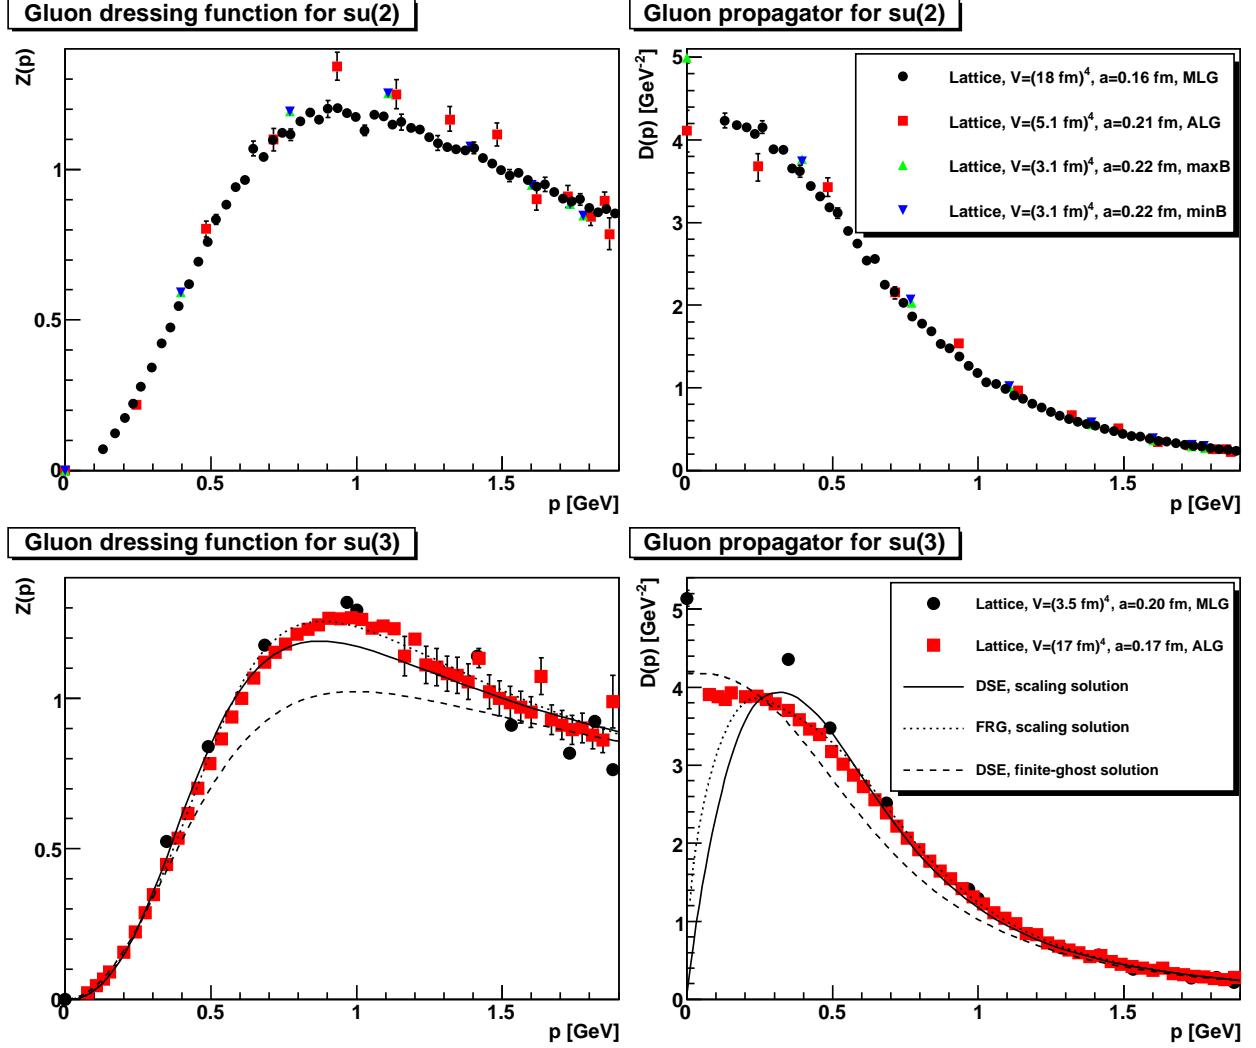 Gluon dressing function for su(2)
Z(p)
1
0.5
0
0
0.5
1
1.5
p [GeV]
Gluon propagator for su(2)
D(p) [GeV⁻²]
5
4
3
2
1
0
0
0.5
1
1.5
p [GeV]
Lattice, V=(18 fm)⁴, a=0.16 fm, MLG
Lattice, V=(5.1 fm)⁴, a=0.21 fm, ALG
Lattice, V=(3.1 fm)⁴, a=0.22 fm, maxB
Lattice, V=(3.1 fm)⁴, a=0.22 fm, minB
Gluon dressing function for su(3)
Z(p)
1
0.5
0
0
0.5
1
1.5
p [GeV]
Gluon propagator for su(3)
D(p) [GeV⁻²]
5
4
3
2
1
0
0
0.5
1
1.5
p [GeV]
Lattice, V=(3.5 fm)⁴, a=0.20 fm, MLG
Lattice, V=(17 fm)⁴, a=0.17 fm, ALG
DSE, scaling solution
FRG, scaling solution
DSE, finite-ghost solution